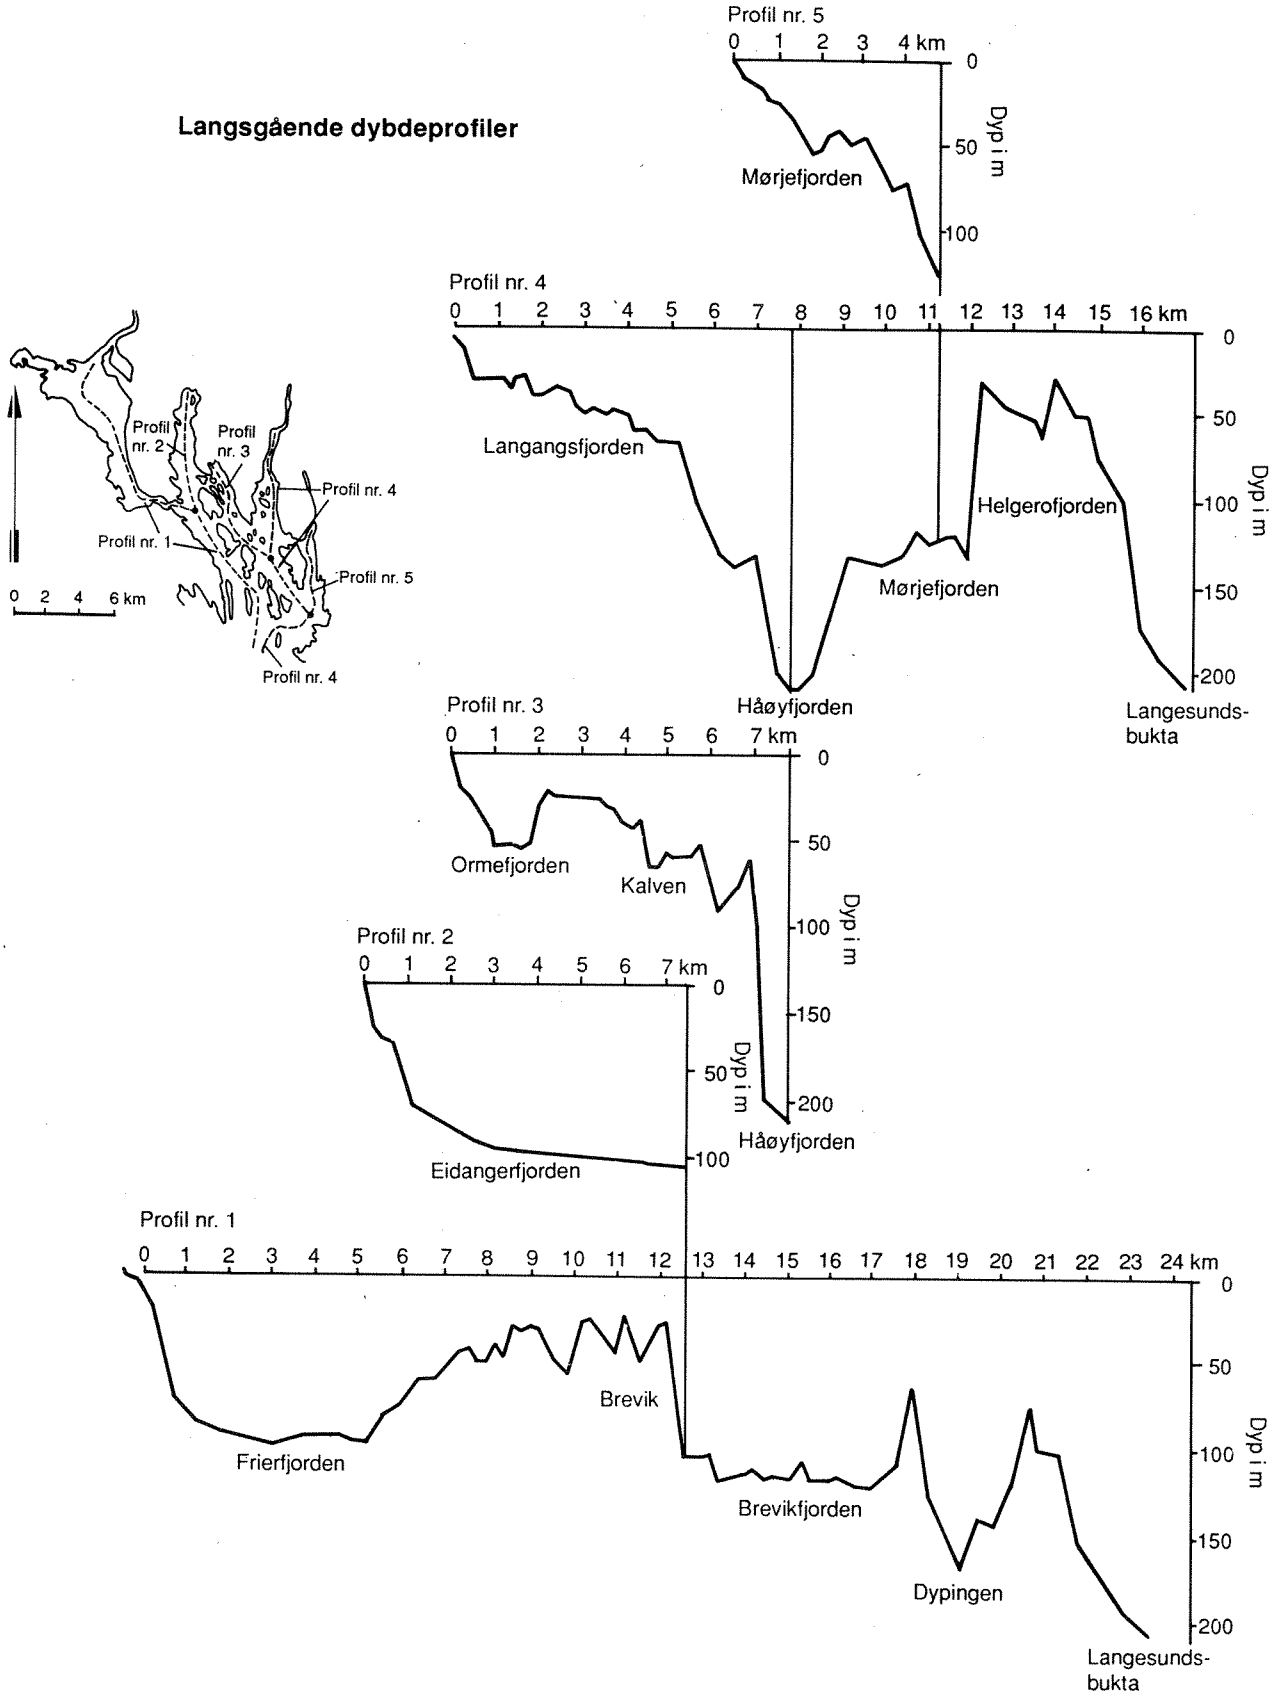 Profil nr. 5
0 1 2 3 4 km
0
50
100
Dyp i m
Mørjefjorden
Langsgående dybdeprofiler
Profil nr. 4
0 1 2 3 4 5 6 7 8 9 10 11 12 13 14 15 16 km
0
50
100
150
200
Dyp i m
Langangsfjorden
Helgerofjorden
Mørjefjorden
Håøyfjorden
Langesunds-
bukta
Profil
nr. 2
Profil
nr. 3
Profil nr. 4
Profil nr. 1
Profil nr. 5
0 2 4 6 km
Profil nr. 4
Profil nr. 3
0 1 2 3 4 5 6 7 km
0
50
100
150
200
Dyp i m
Ormefjorden
Kalven
Håøyfjorden
Profil nr. 2
0 1 2 3 4 5 6 7 km
0
50
100
Dyp i m
Eidangerfjorden
Profil nr. 1
0 1 2 3 4 5 6 7 8 9 10 11 12 13 14 15 16 17 18 19 20 21 22 23 24 km
0
50
100
150
200
Dyp i m
Brevik
Frierfjorden
Brevikfjorden
Dypingen
Langesunds-
bukta